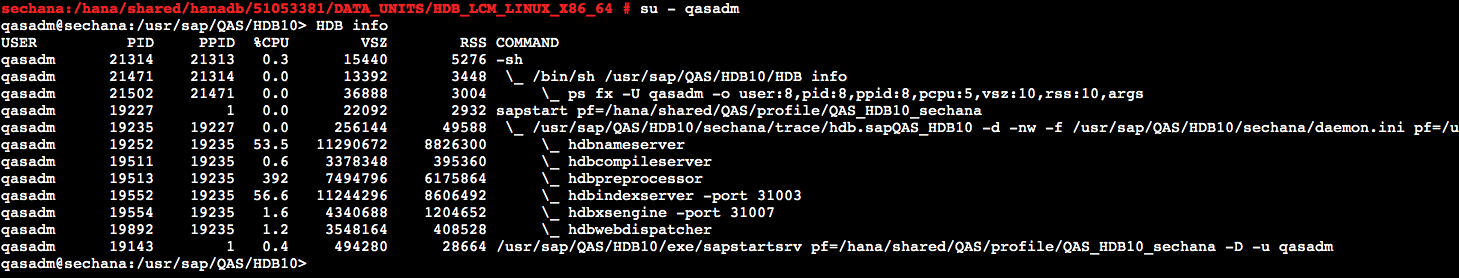 sechana:/hana/shared/hanadb/51053381/DATA_UNITS/HDB_LCM_LINUX_X86_64 # su - qasadm
qasadm@sechana:/usr/sap/QAS/HDB10> HDB info
USER           PID     PPID  %CPU        VSZ        RSS COMMAND
qasadm       21314    21313   0.3      15440       5276 -sh
qasadm       21471    21314   0.0      13392       3448  \_ /bin/sh /usr/sap/QAS/HDB10/HDB info
qasadm       21502    21471   0.0      36888       3004      \_ ps fx -U qasadm -o user:8,pid:8,ppid:8,pcpu:5,vsz:10,rss:10,args
qasadm       19227        1   0.0      22092       2932 sapstart pf=/hana/shared/QAS/profile/QAS_HDB10_sechana
qasadm       19235    19227   0.0     256144      49588  \_ /usr/sap/QAS/HDB10/sechana/trace/hdb.sapQAS_HDB10 -d -nw -f /usr/sap/QAS/HDB10/sechana/daemon.ini pf=/u
qasadm       19252    19235  53.5   11290672    8826300      \_ hdbnameserver
qasadm       19511    19235   0.6    3378348     395360      \_ hdbcompileserver
qasadm       19513    19235   392    7494796    6175864      \_ hdbpreprocessor
qasadm       19552    19235  56.6   11244296    8606492      \_ hdbindexserver -port 31003
qasadm       19554    19235   1.6    4340688    1204652      \_ hdbxsengine -port 31007
qasadm       19892    19235   1.2    3548164     408528      \_ hdbwebdispatcher
qasadm       19143        1   0.4     494280      28664 /usr/sap/QAS/HDB10/exe/sapstartsrv pf=/hana/shared/QAS/profile/QAS_HDB10_sechana -D -u qasadm
qasadm@sechana:/usr/sap/QAS/HDB10>